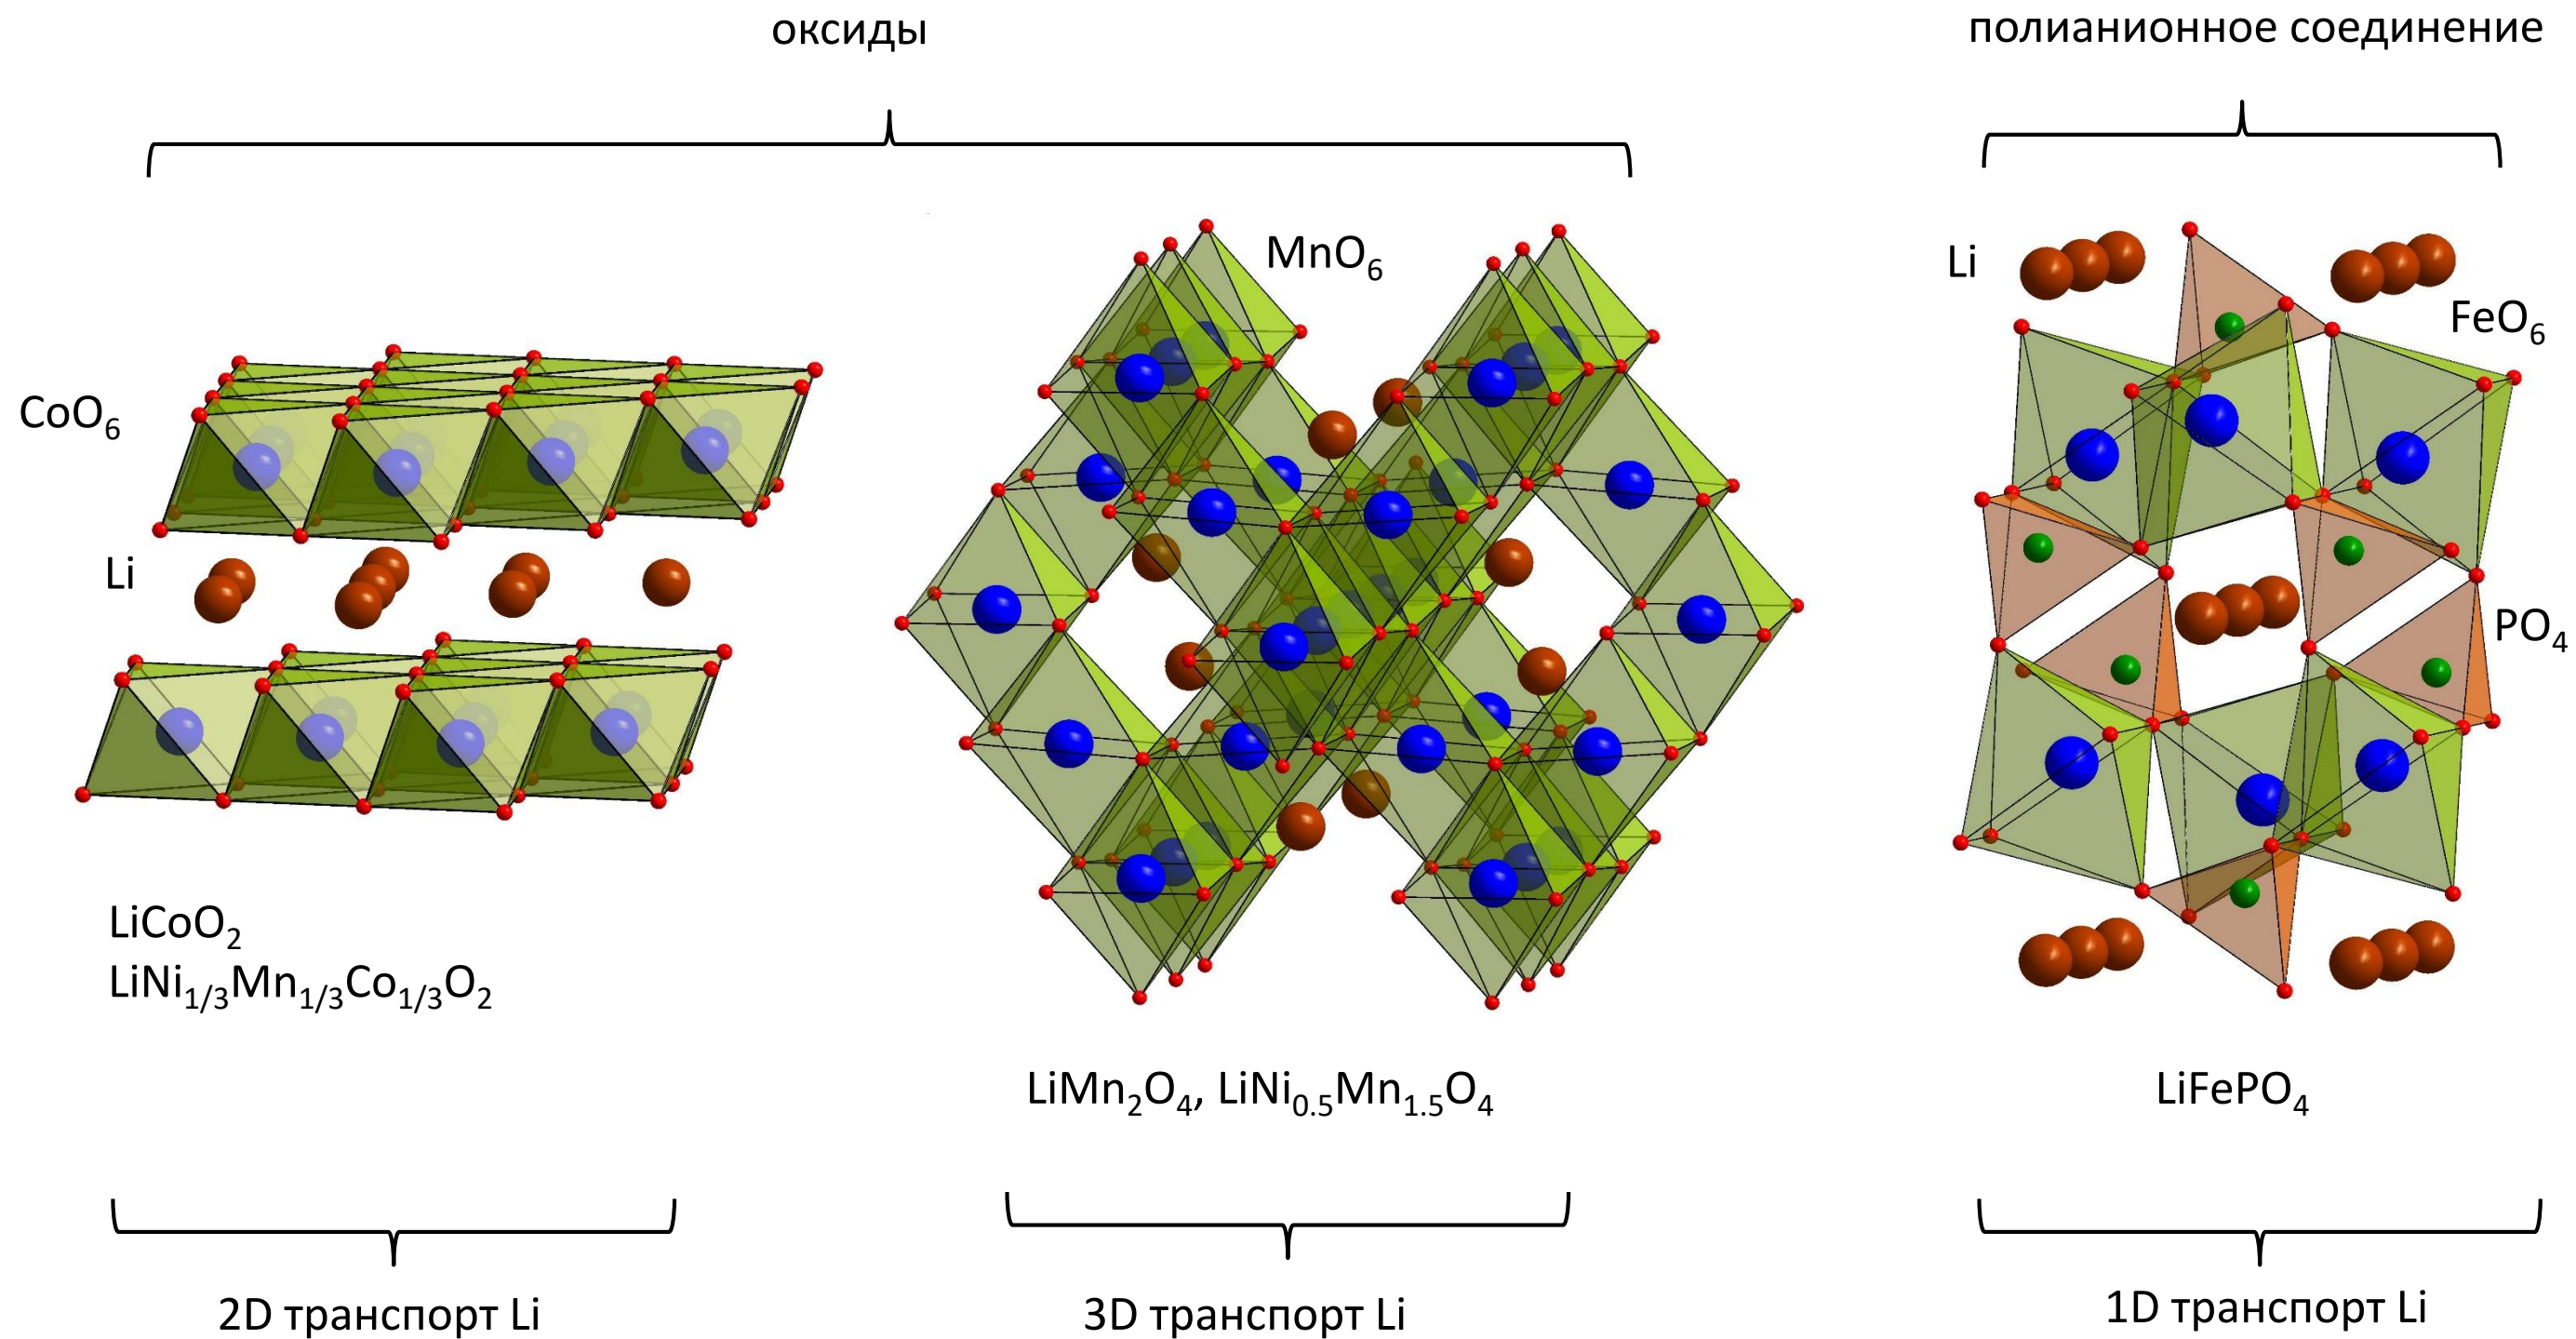 оксиды
полианионное соединение
MnO₆
Li
FeO₆
CoO₆
Li
PO₄
LiCoO₂
LiNi₁/₃Mn₁/₃Co₁/₃O₂
LiMn₂O₄, LiNi₀.₅Mn₁.₅O₄
LiFePO₄
2D транспорт Li
3D транспорт Li
1D транспорт Li